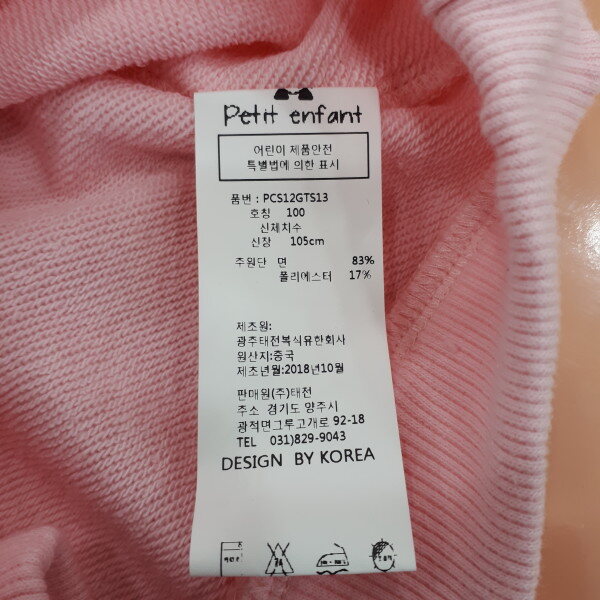 Petit enfant
어린이 제품안전
특별법에 의한 표시
품번 : PCS12GTS13
호칭 100
신체치수
신장 105cm
주원단 면 83%
폴리에스터 17%
제조원:
광주태전복식유한회사
원산지:중국
제조년월:2018년10월
판매원(주)태전
주소 경기도 양주시
광적면그루고개로 92-18
TEL 031)829-9043
DESIGN BY KOREA